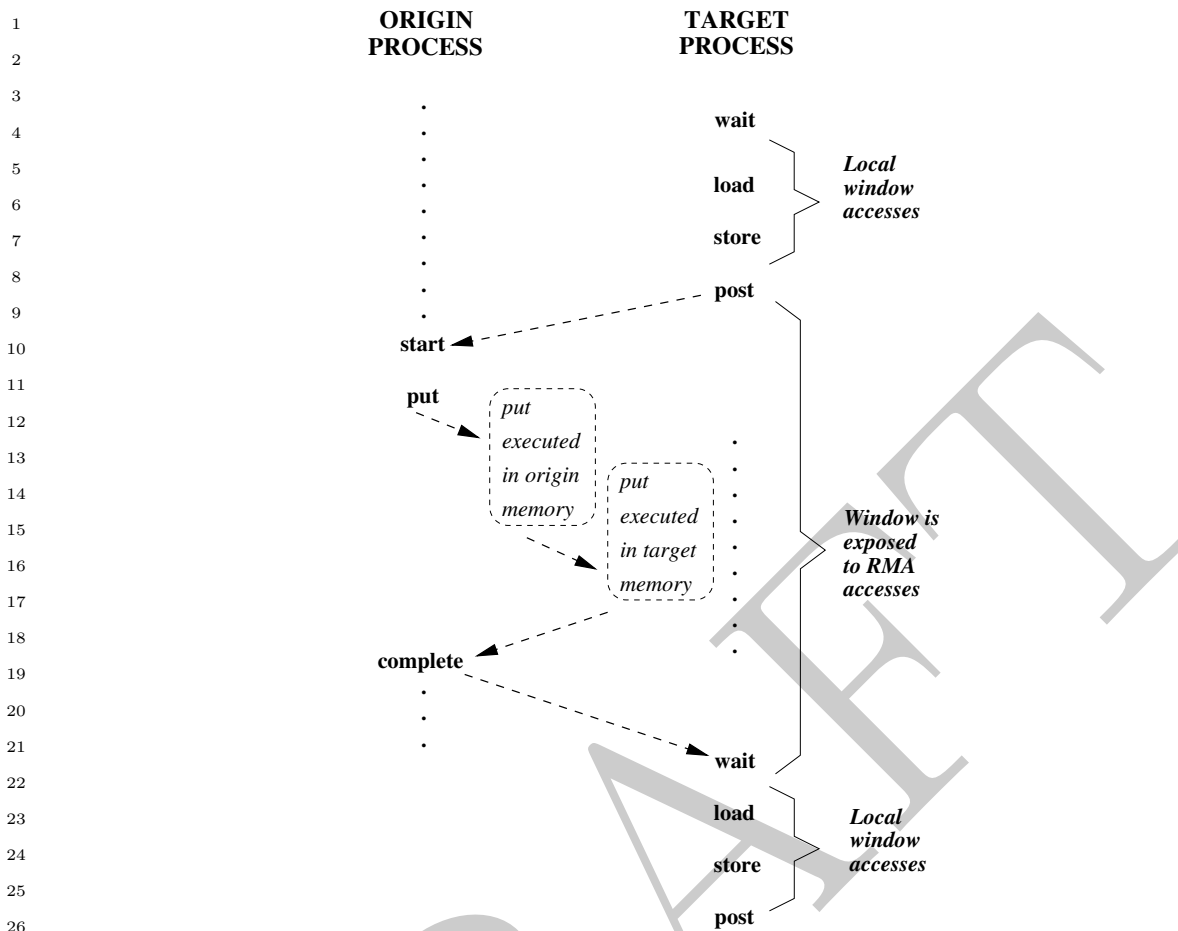 1
ORIGIN
PROCESS
TARGET
PROCESS
2
3
4
wait
5
Local
window
accesses
load
6
7
store
8
post
9
10
start
11
put
put
executed
in origin
memory
12
13
put
executed
in target
memory
14
15
Window is
exposed
to RMA
accesses
16
17
18
complete
19
20
21
wait
22
load
23
Local
window
accesses
24
store
25
post
26
DRAFT